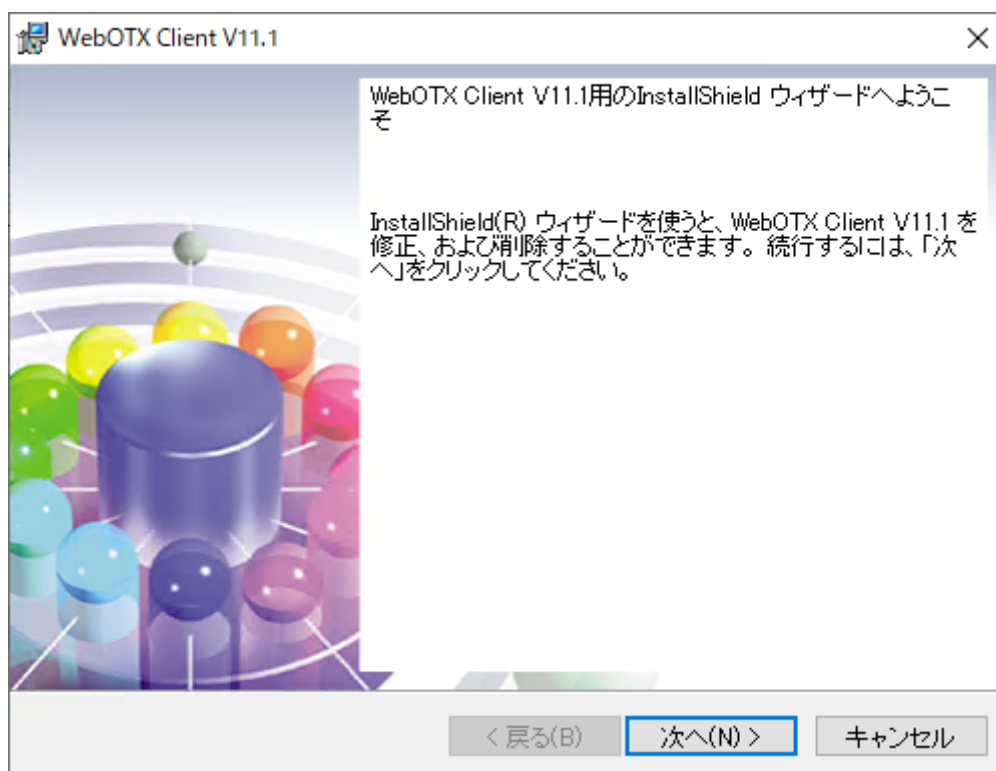 WebOTX Client V11.1
WebOTX Client V11.1用のInstallShield ウィザードへようこ
そ
InstallShield(R) ウィザードを使うと、WebOTX Client V11.1 を
修正、および削除することができます。続行するには、「次
へ」をクリックしてください。
< 戻る(B)
次へ(N) >
キャンセル